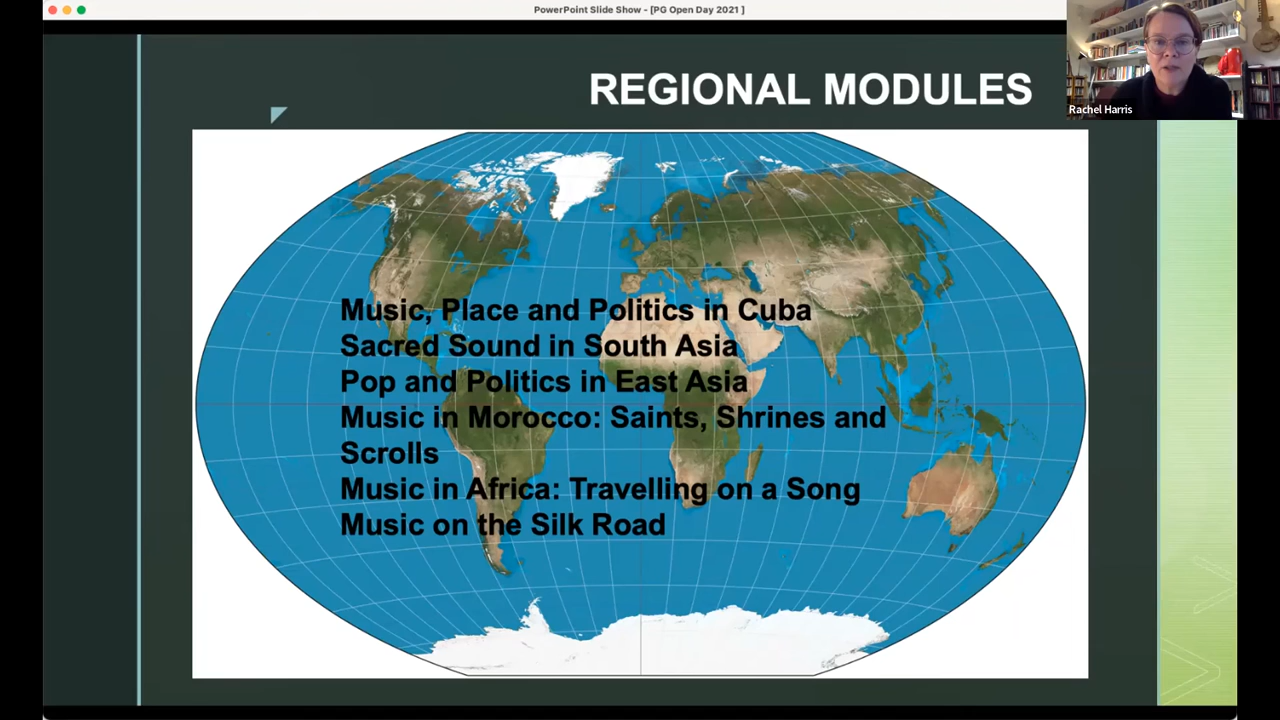 PowerPoint Slide Show - [PG Open Day 2021 ]
REGIONAL MODULES
Rachel Harris
Music, Place and Politics in Cuba
Sacred Sound in South Asia
Pop and Politics in East Asia
Music in Morocco: Saints, Shrines and
Scrolls
Music in Africa: Travelling on a Song
Music on the Silk Road